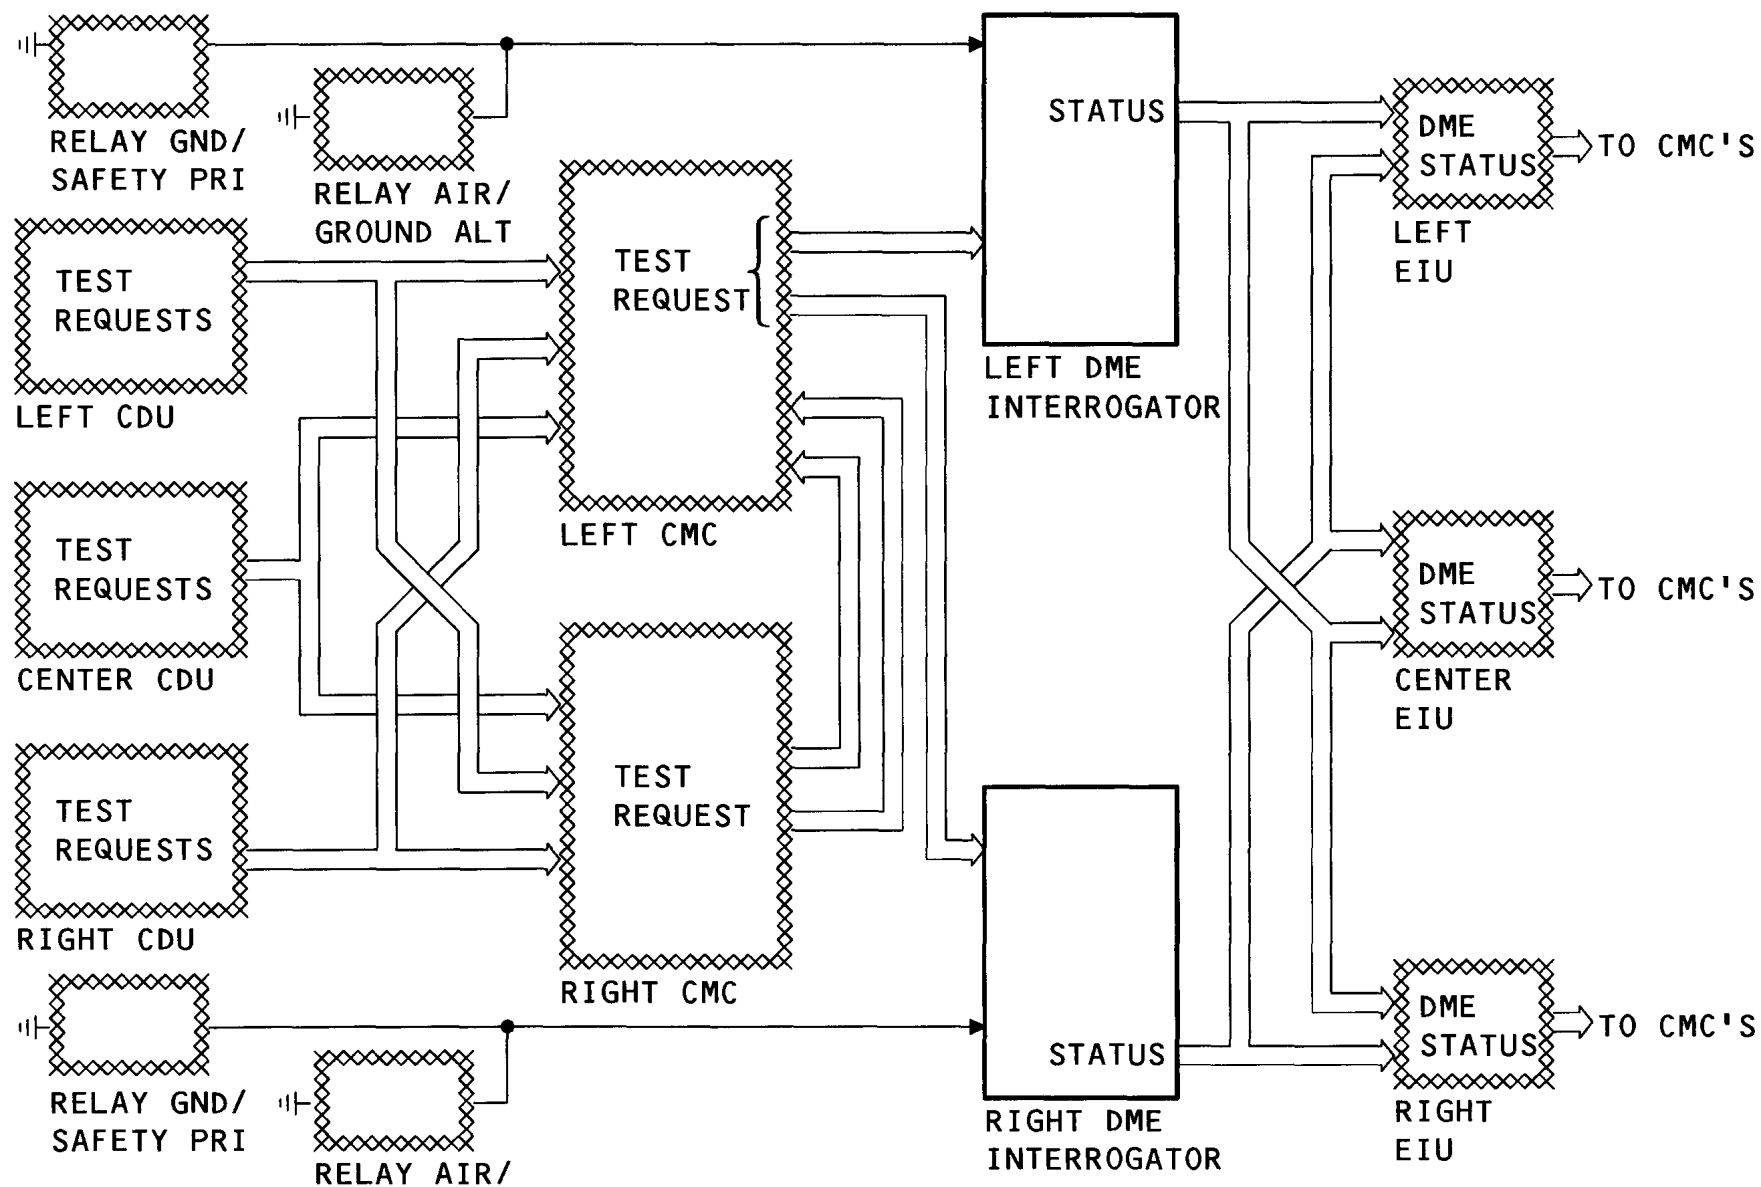 RELAY GND/
SAFETY PRI
RELAY AIR/
GROUND ALT
TEST
REQUESTS
LEFT CDU
TEST
REQUESTS
CENTER CDU
TEST
REQUESTS
RIGHT CDU
RELAY GND/
SAFETY PRI
RELAY AIR/
TEST
REQUEST
LEFT CMC
TEST
REQUEST
RIGHT CMC
STATUS
LEFT DME
INTERROGATOR
STATUS
RIGHT DME
INTERROGATOR
DME
STATUS
TO CMC'S
LEFT
EIU
DME
STATUS
TO CMC'S
CENTER
EIU
DME
STATUS
TO CMC'S
RIGHT
EIU